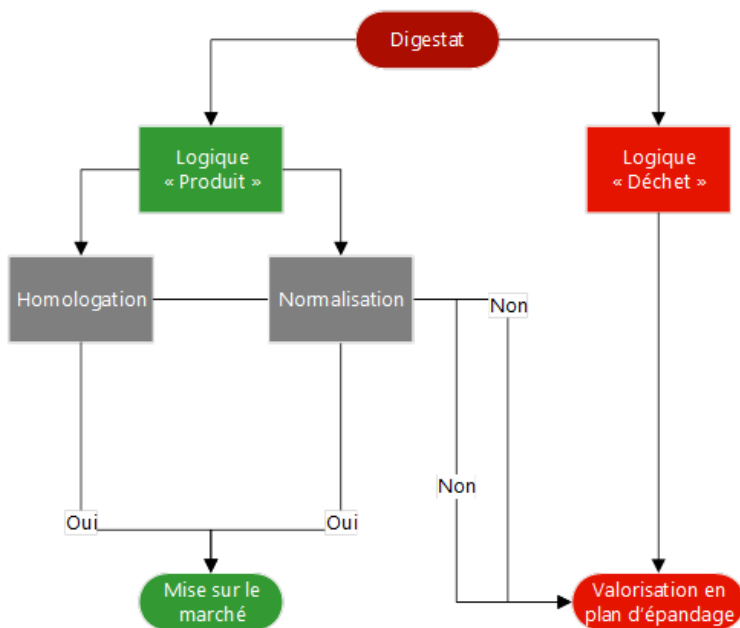 Digestat
Logique
« Produit »
Logique
« Déchet »
Homologation
Normalisation
Non
Non
Oui
Oui
Mise sur le
marché
Valorisation en
plan d’épandage